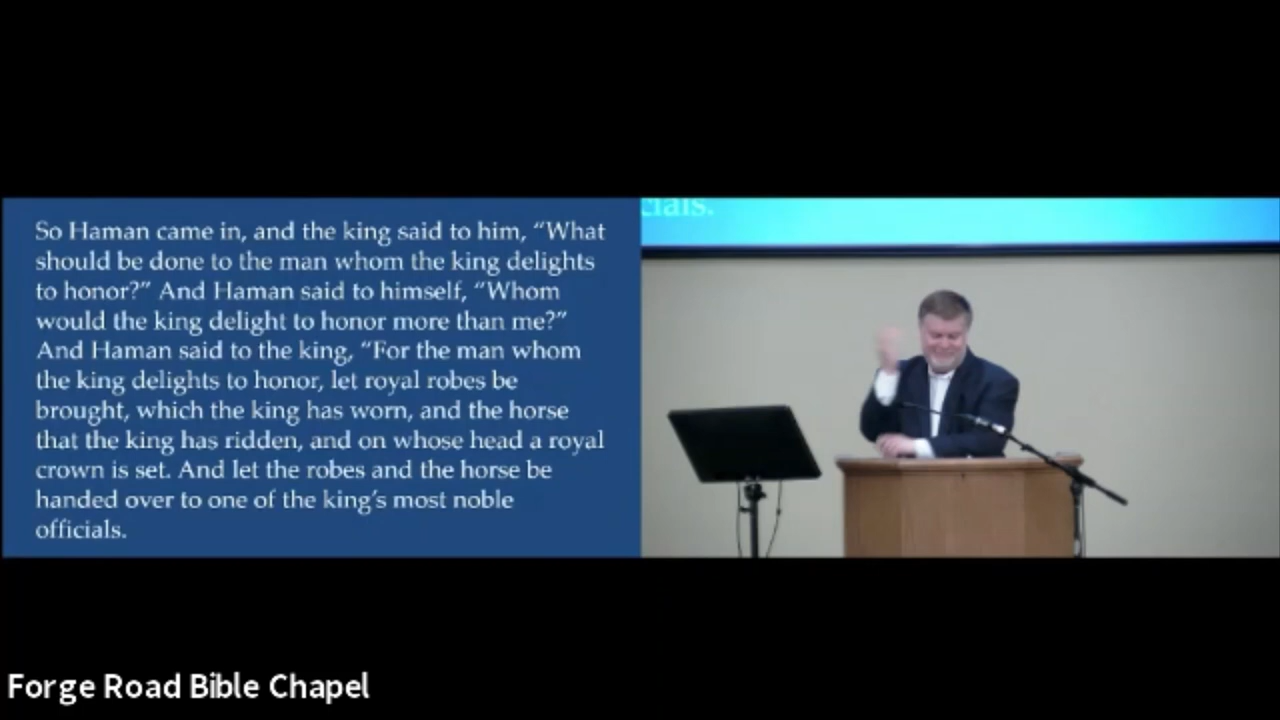 So Haman came in, and the king said to him, “What
should be done to the man whom the king delights
to honor?” And Haman said to himself, “Whom
would the king delight to honor more than me?”
And Haman said to the king, “For the man whom
the king delights to honor, let royal robes be
brought, which the king has worn, and the horse
that the king has ridden, and on whose head a royal
crown is set. And let the robes and the horse be
handed over to one of the king’s most noble
officials.
cials.
Forge Road Bible Chapel